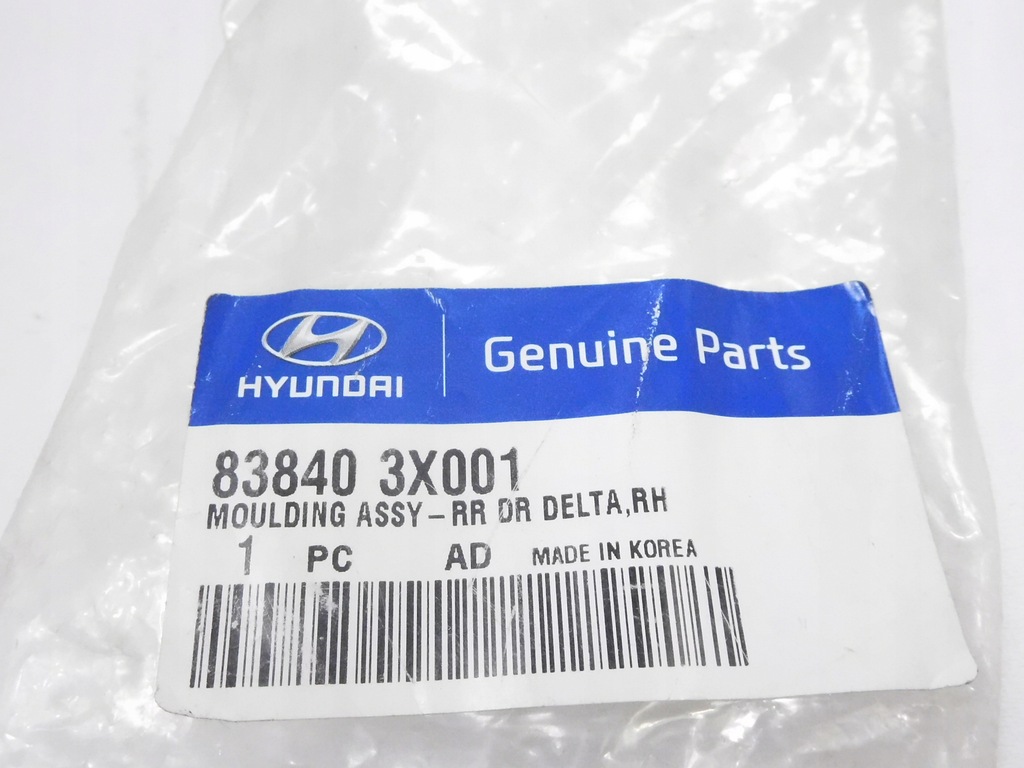 HYUNDAI
Genuine Parts
83840 3X001
MOULDING ASSY-RR DR DELTA,RH
1 PC AD MADE IN KOREA